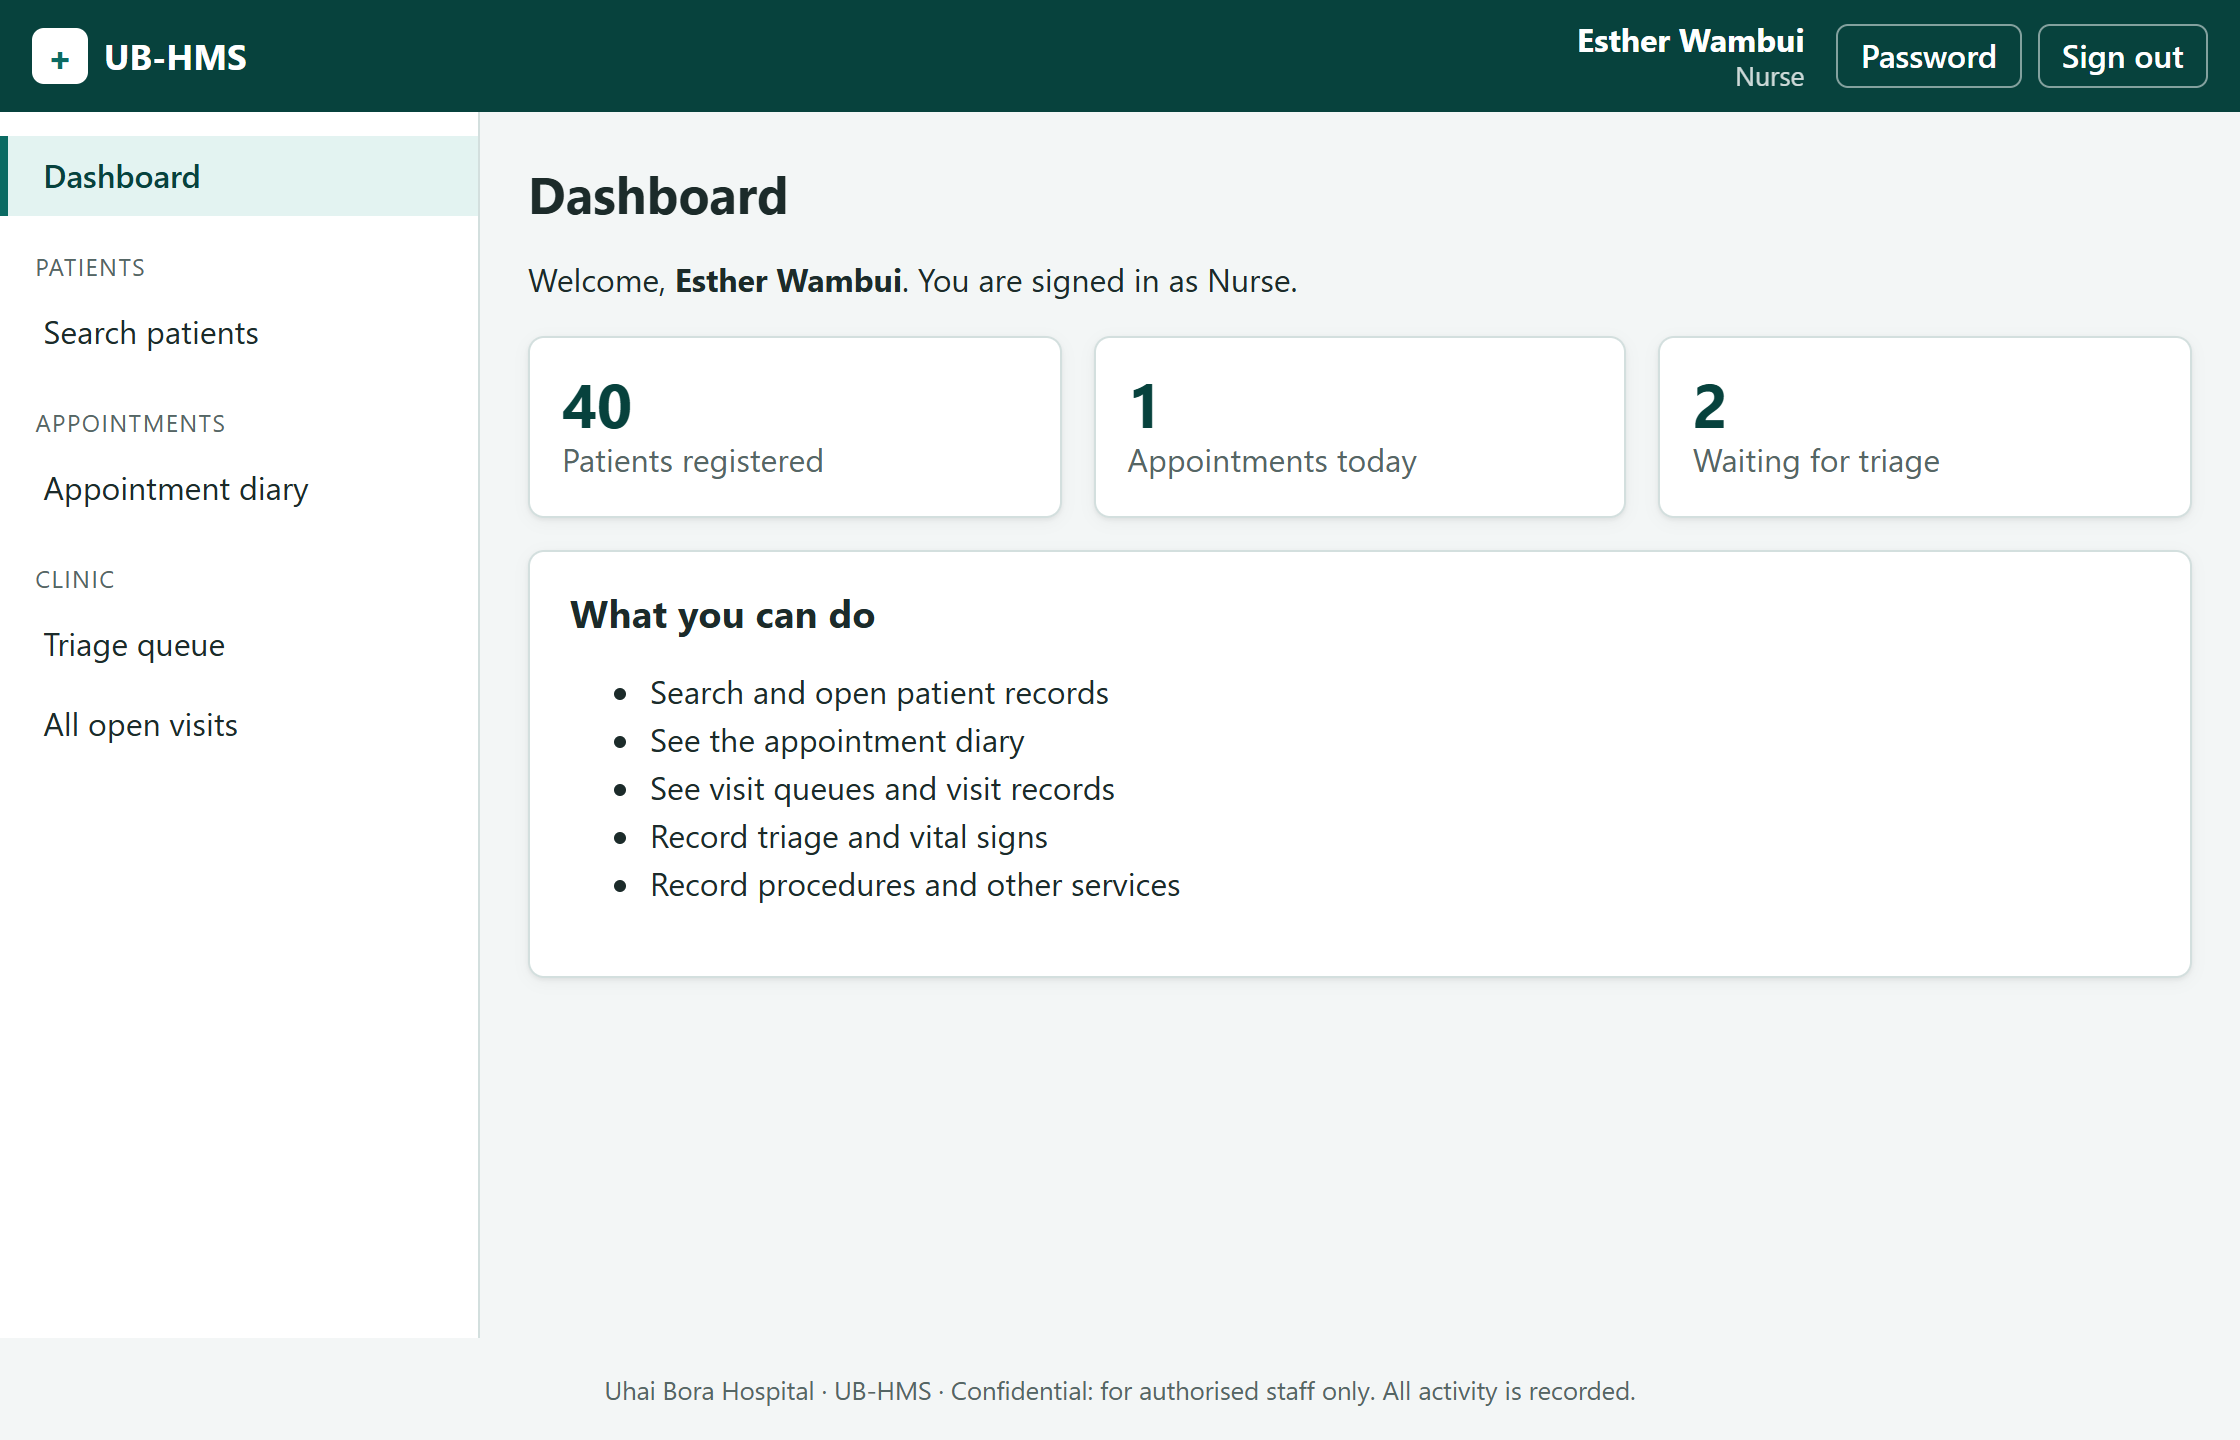 + UB-HMS
Esther Wambui
Nurse
Password
Sign out
Dashboard
PATIENTS
Search patients
APPOINTMENTS
Appointment diary
CLINIC
Triage queue
All open visits
Dashboard
Welcome, Esther Wambui. You are signed in as Nurse.
40
Patients registered
1
Appointments today
2
Waiting for triage
What you can do
• Search and open patient records
• See the appointment diary
• See visit queues and visit records
• Record triage and vital signs
• Record procedures and other services
Uhai Bora Hospital · UB-HMS · Confidential: for authorised staff only. All activity is recorded.